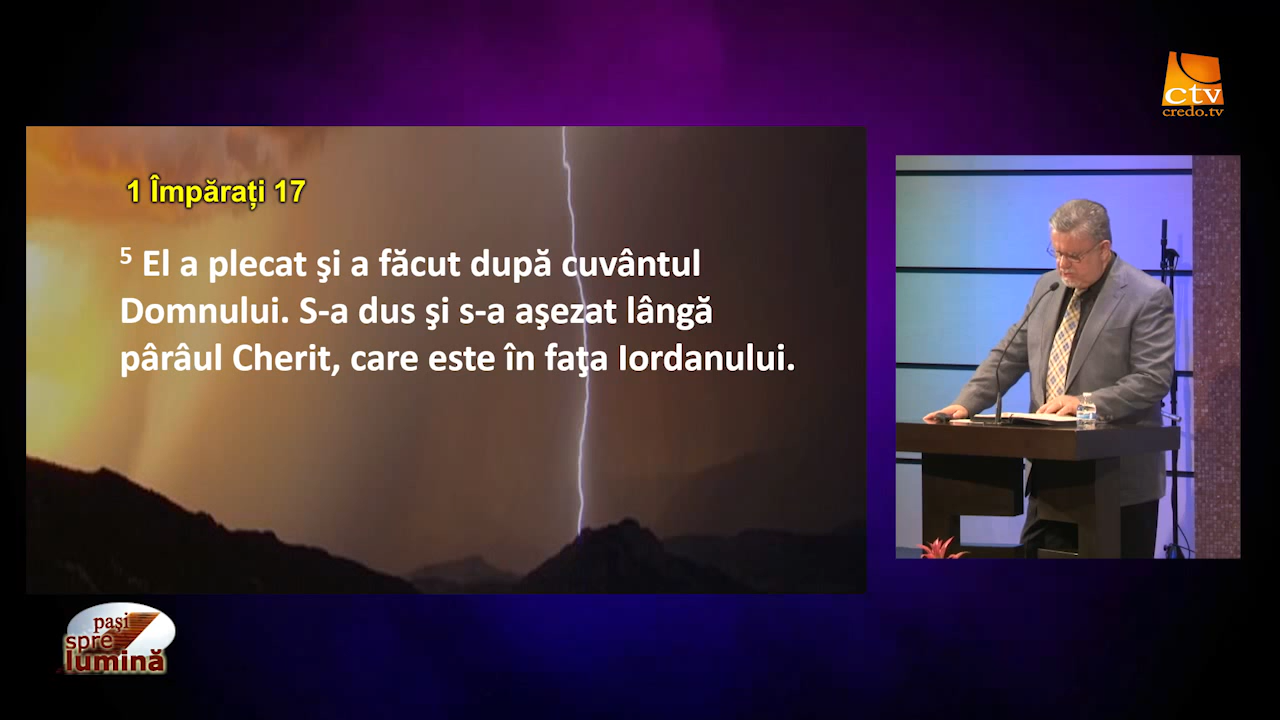 ctv
credo.tv
1 Împărați 17
5 El a plecat şi a făcut după cuvântul
Domnului. S-a dus şi s-a aşezat lângă
pârâul Cherit, care este în faţa Iordanului.
paşi
spre
lumină